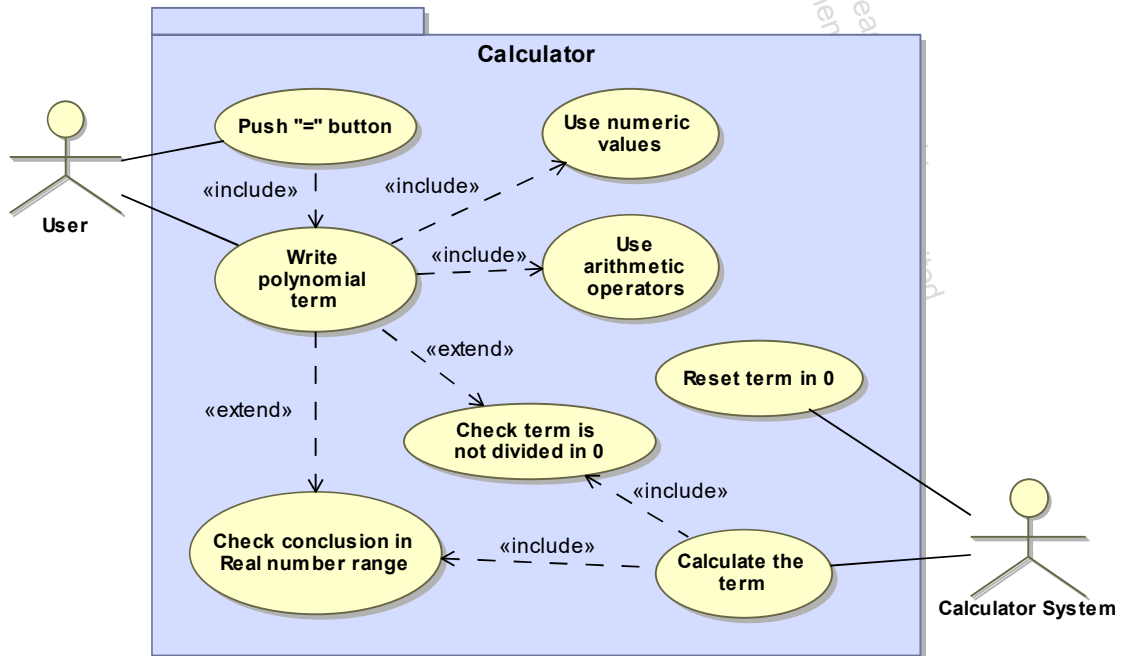 Calculator
Push "=" button
Use numeric
values
«include»
«include»
User
Write
polynomial
term
«include»
Use
arithmetic
operators
«extend»
Reset term in 0
«extend»
Check term is
not divided in 0
«include»
Check conclusion in
Real number range
«include»
Calculate the
term
Calculator System